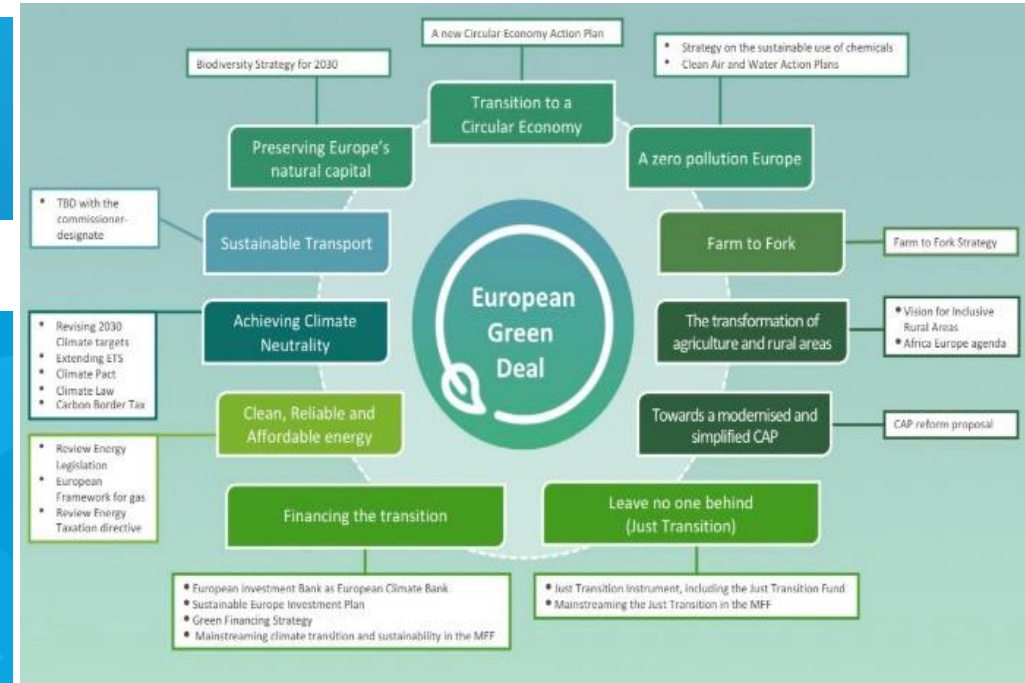 A new Circular Economy Action Plan
• Strategy on the sustainable use of chemicals
• Clean Air and Water Action Plans
Biodiversity Strategy for 2030
Transition to a
Circular Economy
Preserving Europe's
natural capital
A zero pollution Europe
• TBD with the
commissioner-
designate
Sustainable Transport
Farm to Fork
Farm to Fork Strategy
European
Green
Deal
• Revising 2030
Climate targets
• Extending ETS
• Climate Pact
• Climate Law
• Carbon Border Tax
Achieving Climate
Neutrality
The transformation of
agriculture and rural areas
• Vision for Inclusive
Rural Areas
• Africa Europe agenda
Clean, Reliable and
Affordable energy
Towards a modernised and
simplified CAP
CAP reform proposal
• Review Energy
Legislation
• European
Framework for gas
• Review Energy
Taxation directive
Financing the transition
Leave no one behind
(Just Transition)
• European Investment Bank as European Climate Bank
• Sustainable Europe Investment Plan
• Green Financing Strategy
• Mainstreaming climate transition and sustainability in the MFF
• Just Transition Instrument, including the Just Transition Fund
• Mainstreaming the Just Transition in the MFF